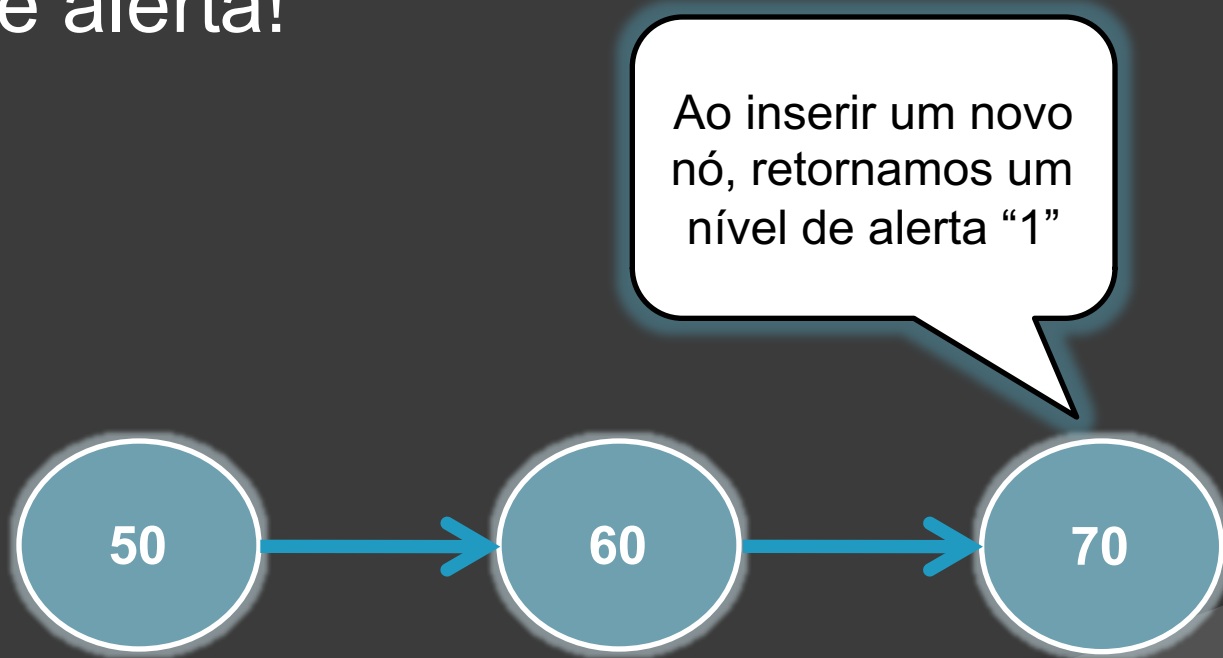 e alerta!
Ao inserir um novo
nó, retornamos um
nível de alerta “1”
50 60 70